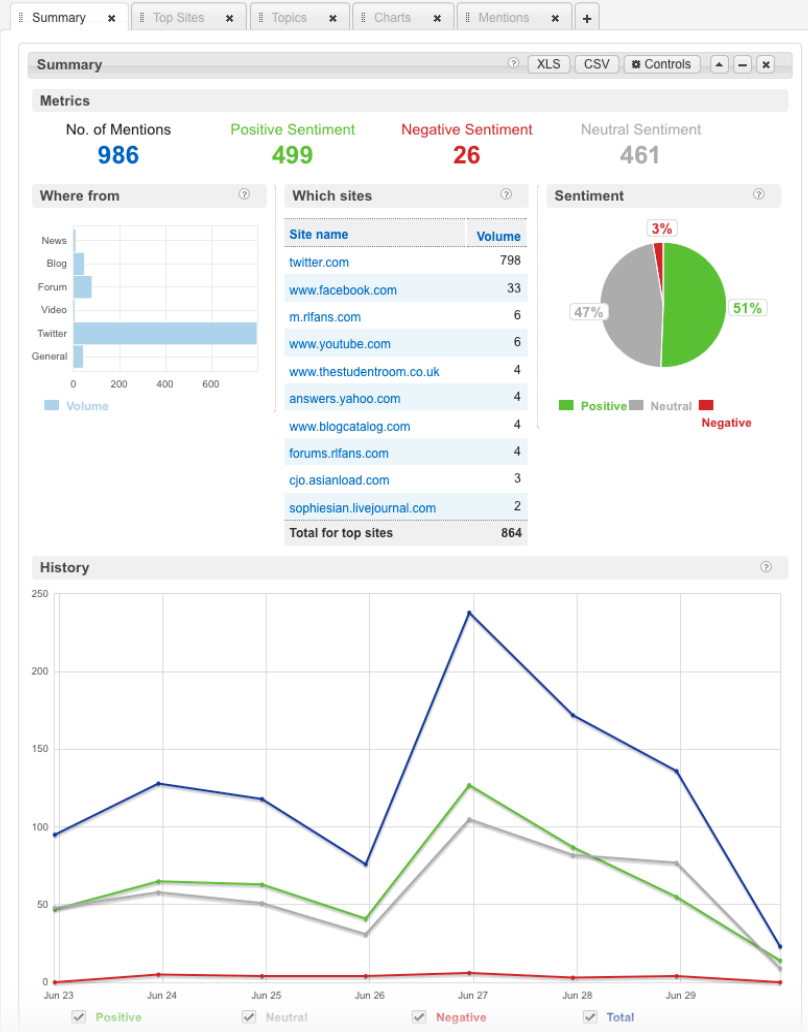 Summary Top Sites Topics Charts Mentions +
Summary ? XLS CSV Controls
Metrics
No. of Mentions Positive Sentiment Negative Sentiment Neutral Sentiment
986 499 26 461
Where from ? Which sites ? Sentiment ?
News
Blog
Forum
Video
Twitter
General
0 200 400 600
Volume
Site name Volume
twitter.com 798
www.facebook.com 33
m.rlfans.com 6
www.youtube.com 6
www.thestudentroom.co.uk 4
answers.yahoo.com 4
www.blogcatalog.com 4
forums.rlfans.com 4
cjo.asianload.com 3
sophiesian.livejournal.com 2
Total for top sites 864
3%
47%
51%
Positive Neutral Negative
History ?
250
200
150
100
50
0
Jun 23 Jun 24 Jun 25 Jun 26 Jun 27 Jun 28 Jun 29
Positive Neutral Negative Total